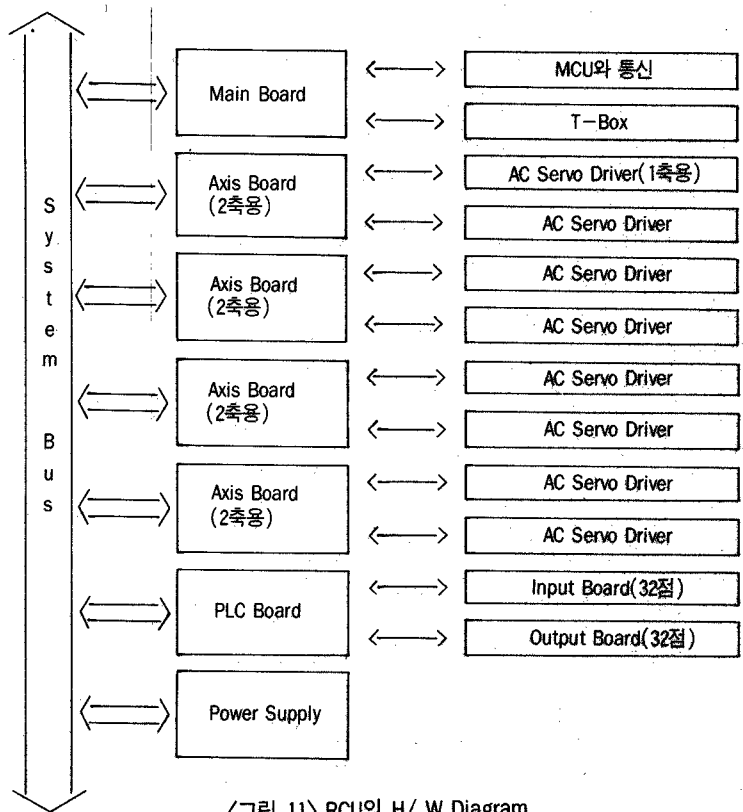 System Bus
Main Board
MCU와 통신
T-Box
Axis Board
(2축용)
AC Servo Driver(1축용)
AC Servo Driver
Axis Board
(2축용)
AC Servo Driver
AC Servo Driver
Axis Board
(2축용)
AC Servo Driver
AC Servo Driver
Axis Board
(2축용)
AC Servo Driver
AC Servo Driver
PLC Board
Input Board(32점)
Output Board(32점)
Power Supply
〈그림 11〉 RCU의 H/W Diagram